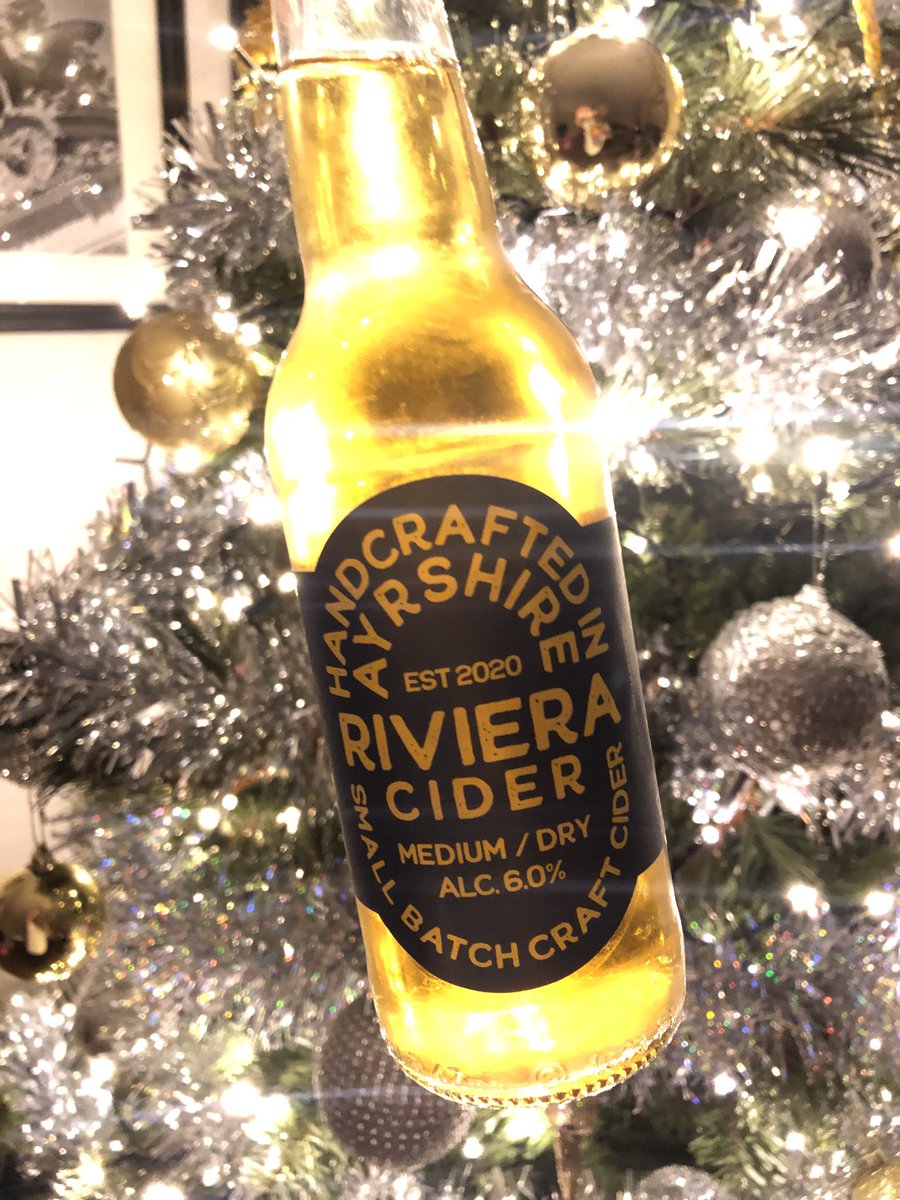 HANDCRAFTED IN
AYRSHIRE
EST 2020
RIVIERA
CIDER
MEDIUM / DRY
ALC. 6.0%
SMALL BATCH CRAFT CIDER